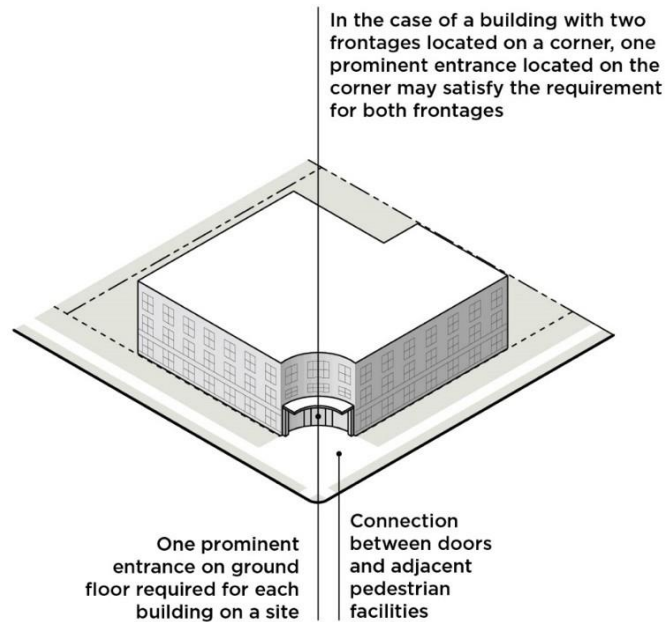 In the case of a building with two
frontages located on a corner, one
prominent entrance located on the
corner may satisfy the requirement
for both frontages
One prominent
entrance on ground
floor required for each
building on a site
Connection
between doors
and adjacent
pedestrian
facilities